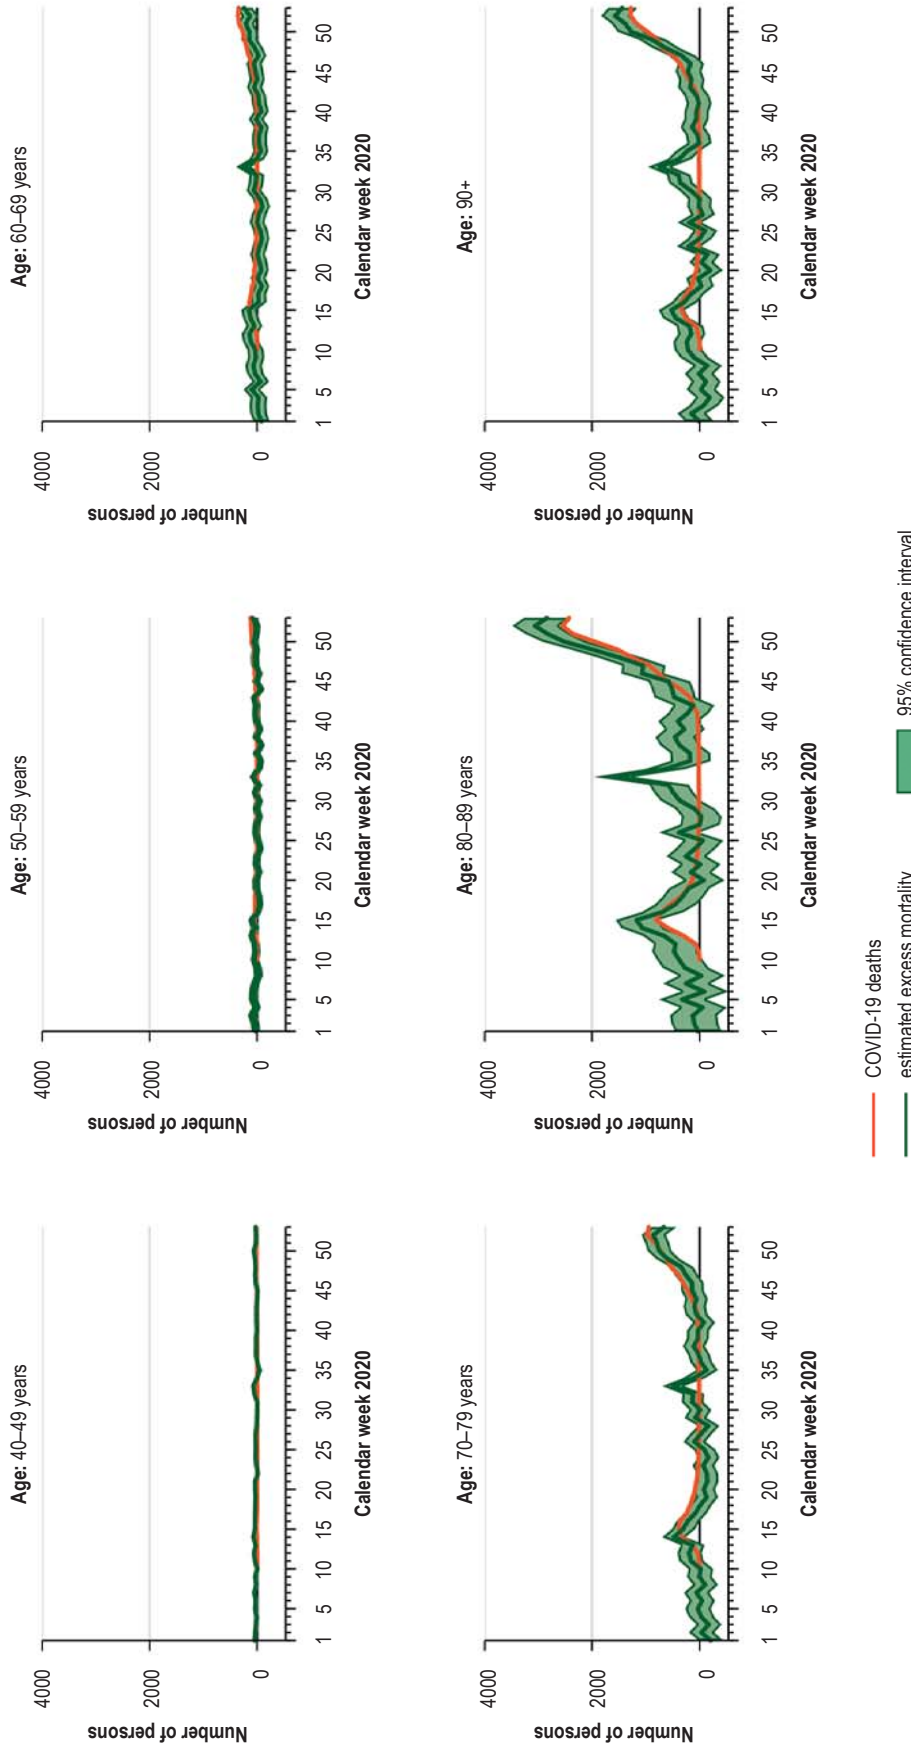 Age: 40–49 years
4000
2000
0
Number of persons
1 5 10 15 20 25 30 35 40 45 50
Calendar week 2020
Age: 50–59 years
4000
2000
0
Number of persons
1 5 10 15 20 25 30 35 40 45 50
Calendar week 2020
Age: 60–69 years
4000
2000
0
Number of persons
1 5 10 15 20 25 30 35 40 45 50
Calendar week 2020
Age: 70–79 years
4000
2000
0
Number of persons
1 5 10 15 20 25 30 35 40 45 50
Calendar week 2020
Age: 80–89 years
4000
2000
0
Number of persons
1 5 10 15 20 25 30 35 40 45 50
Calendar week 2020
Age: 90+
4000
2000
0
Number of persons
1 5 10 15 20 25 30 35 40 45 50
Calendar week 2020
COVID-19 deaths
estimated excess mortality
95% confidence interval